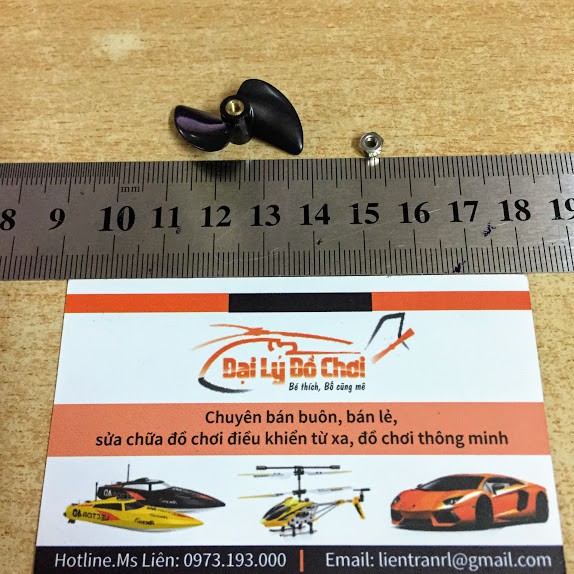 mm
8 9 10 11 12 13 14 15 16 17 18 19
Đại Lý Đồ Chơi
Bé thích, Bố cũng mê
Chuyên bán buôn, bán lẻ,
sửa chữa đồ chơi điều khiển từ xa, đồ chơi thông minh
Hotline.Ms Liên: 0973.193.000 | Email: lientranrl@gmail.com